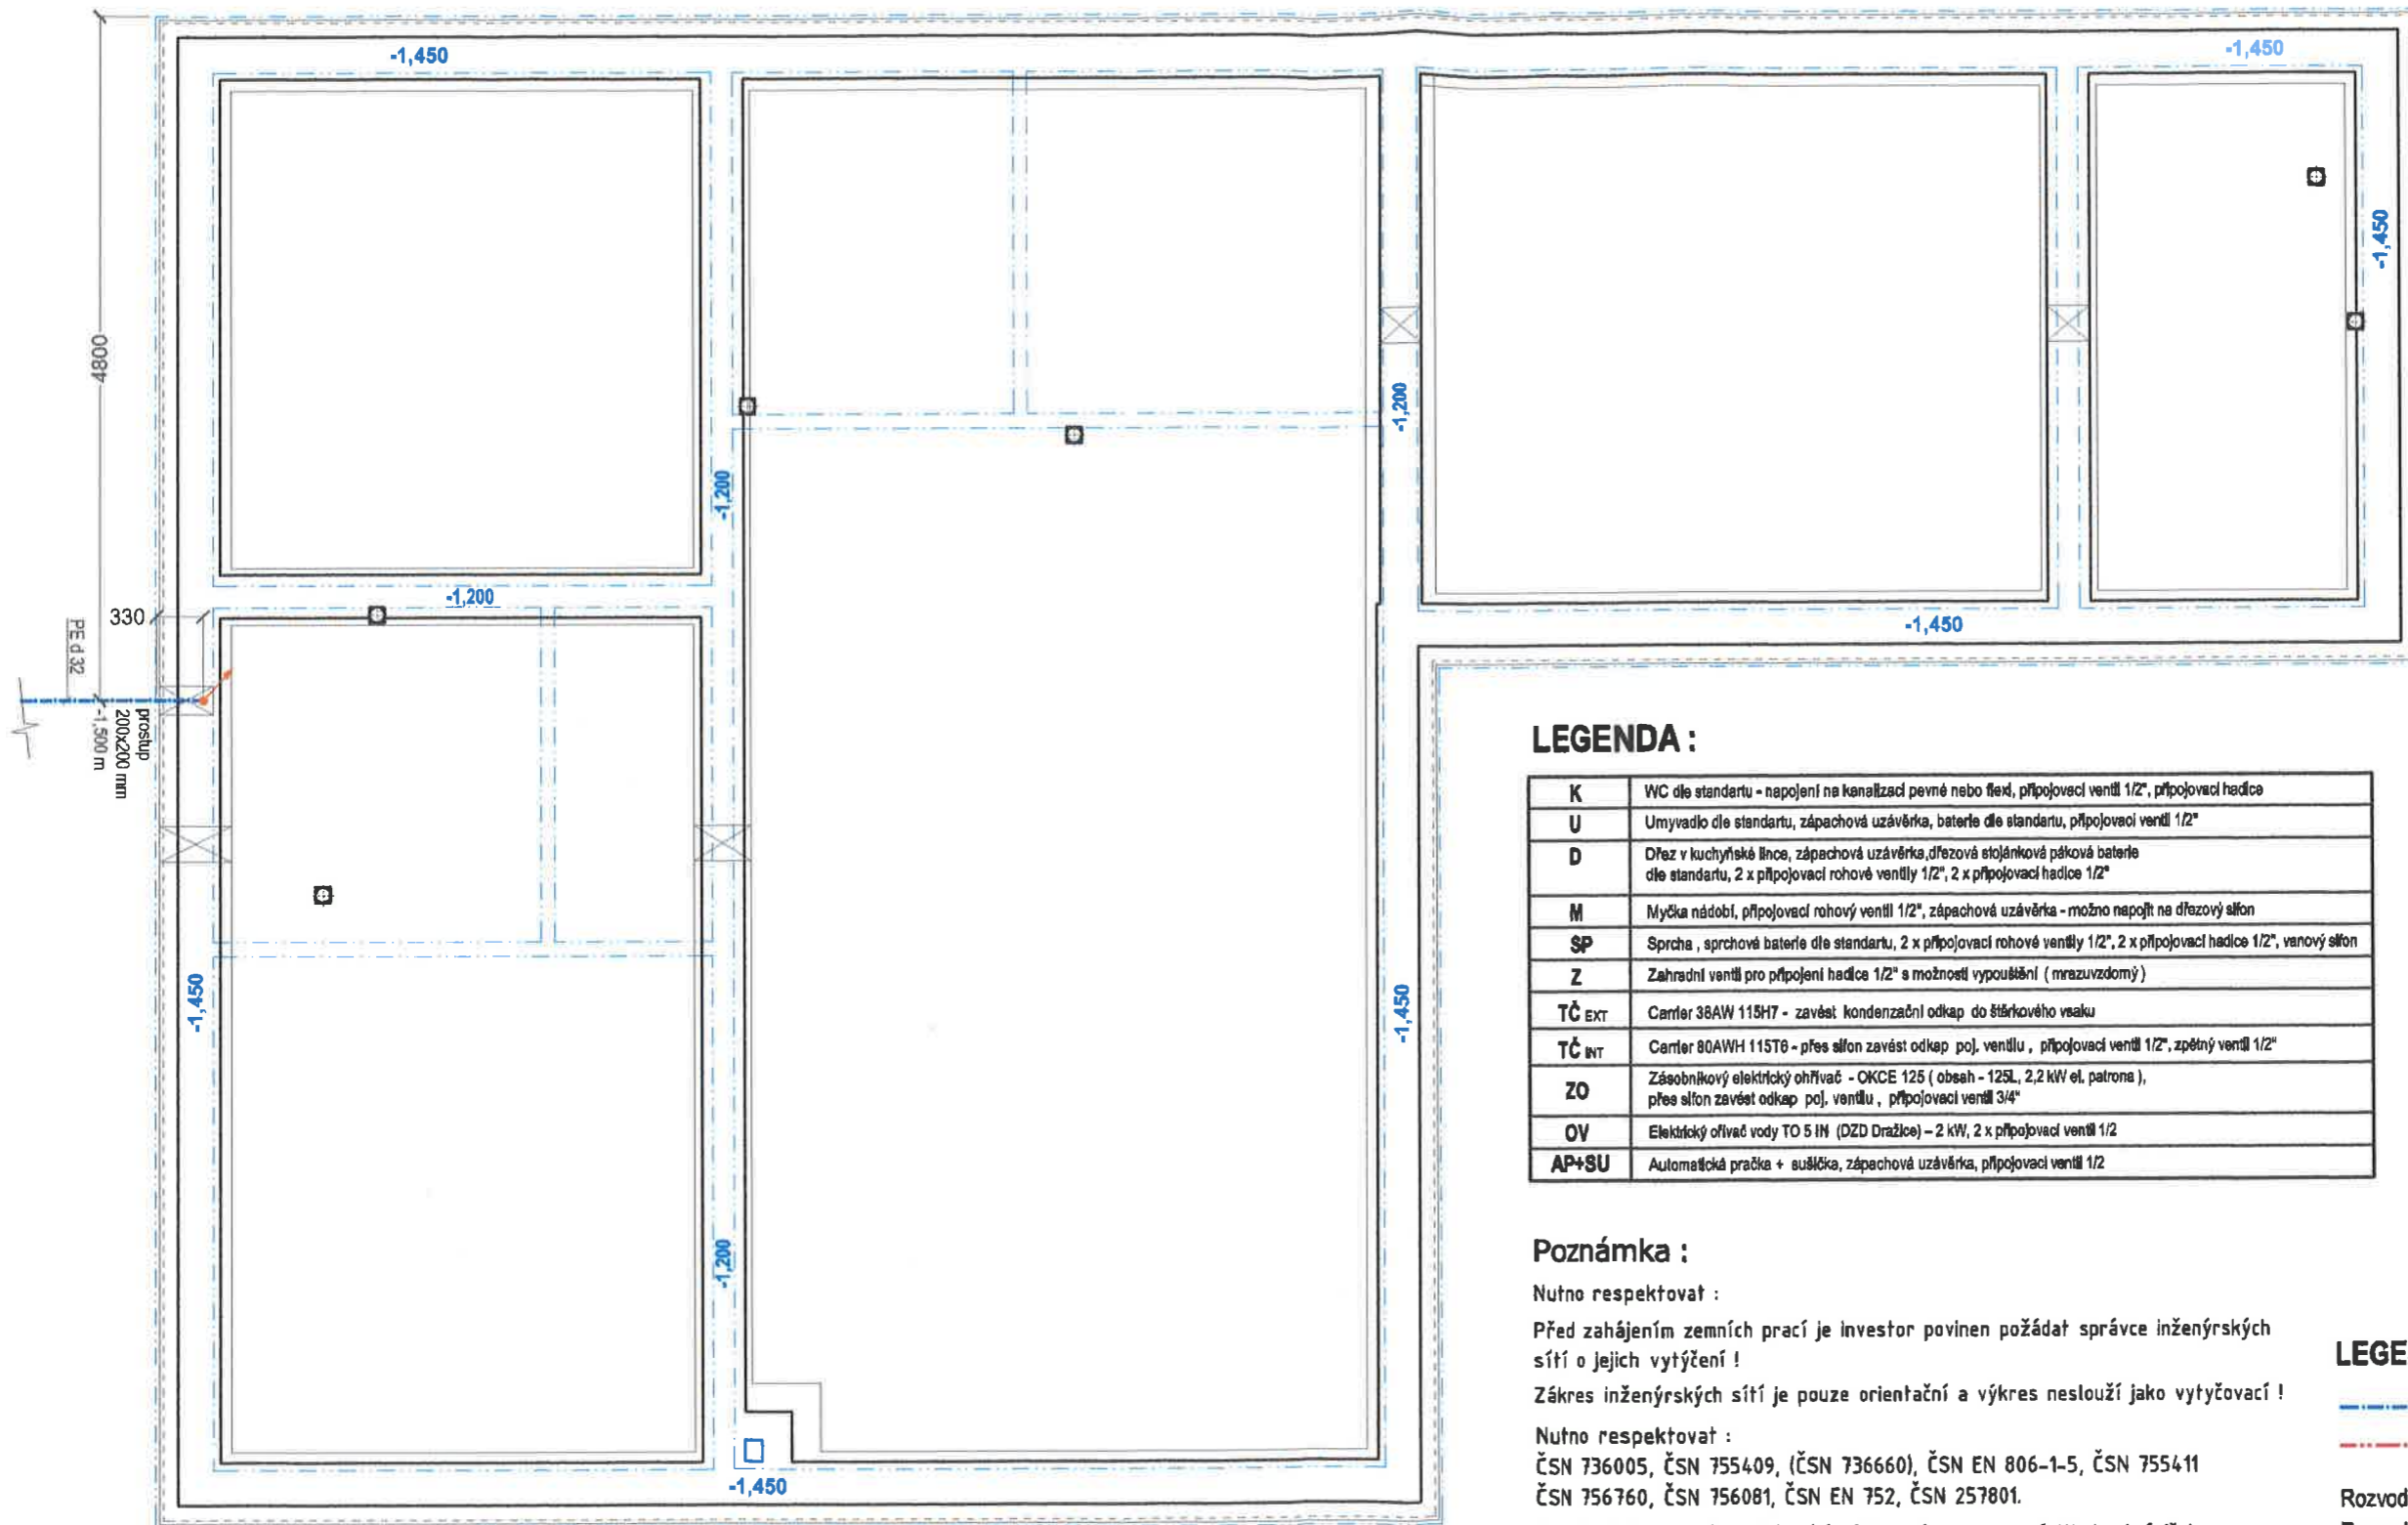 -1,450
-1,450
-1,450
4800
-1,200
-1,200
-1,200
330
-1,450
PE d 32
prostup
200x200 mm
-1,500 m
LEGENDA :
K WC dle standartu - napojení na kanalizaci pevné nebo flexi, připojovací ventil 1/2", připojovací hadice
U Umyvadlo dle standartu, zápachová uzávěrka, baterie dle standartu, připojovací ventil 1/2"
D Dřez v kuchyňské lince, zápachová uzávěrka,dřezová stojánková páková baterie
dle standartu, 2 x připojovací rohové ventily 1/2", 2 x připojovací hadice 1/2"
M Myčka nádobí, připojovací rohový ventil 1/2", zápachová uzávěrka - možno napojit na dřezový sifon
SP Sprcha , sprchová baterie dle standartu, 2 x připojovací rohové ventily 1/2", 2 x připojovací hadice 1/2", vanový sifon
Z Zahradní ventil pro připojení hadice 1/2" s možností vypouštění ( mrazuvzdorný )
TČ EXT Carrier 38AW 115H7 - zavést kondenzační odkap do štěrkového vsaku
TČ INT Carrier 80AWH 115T6 - přes sifon zavést odkap poj. ventilu , připojovací ventil 1/2", zpětný ventil 1/2"
ZO Zásobníkový elektrický ohřívač - OKCE 125 ( obsah - 125L, 2,2 kW el. patrona ),
přes sifon zavést odkap poj. ventilu , připojovací ventil 3/4"
OV Elektrický ořívač vody TO 5 IN (DZD Dražice) – 2 kW, 2 x připojovací ventil 1/2
AP+SU Automatická pračka + sušička, zápachová uzávěrka, připojovací ventil 1/2
-1,450
-1,450
-1,200
-1,450
Poznámka :
Nutno respektovat :
Před zahájením zemních prací je investor povinen požádat správce inženýrských
sítí o jejich vytýčení !
Zákres inženýrských sítí je pouze orientační a výkres neslouží jako vytyčovací !
Nutno respektovat :
ČSN 736005, ČSN 755409, (ČSN 736660), ČSN EN 806-1-5, ČSN 755411
ČSN 756760, ČSN 756081, ČSN EN 752, ČSN 257801.
LEGE
Rozvod